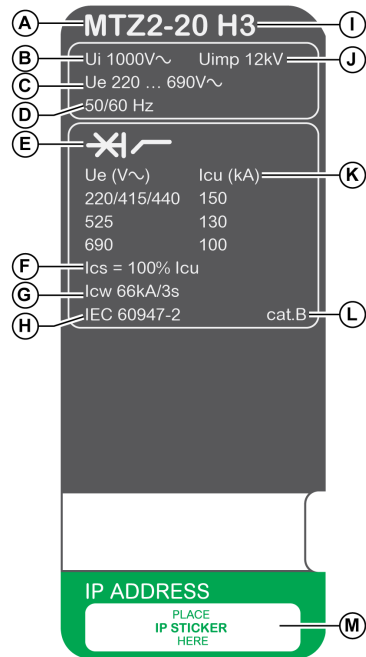 A MTZ2-20 H3 I
B Ui 1000V∼ Uimp 12kV J
C Ue 220 ... 690V∼
D 50/60 Hz
E
Ue (V∼) Icu (kA) K
220/415/440 150
525 130
690 100
F Ics = 100% Icu
G Icw 66kA/3s
H IEC 60947-2 cat.B L
IP ADDRESS
PLACE
IP STICKER M
HERE